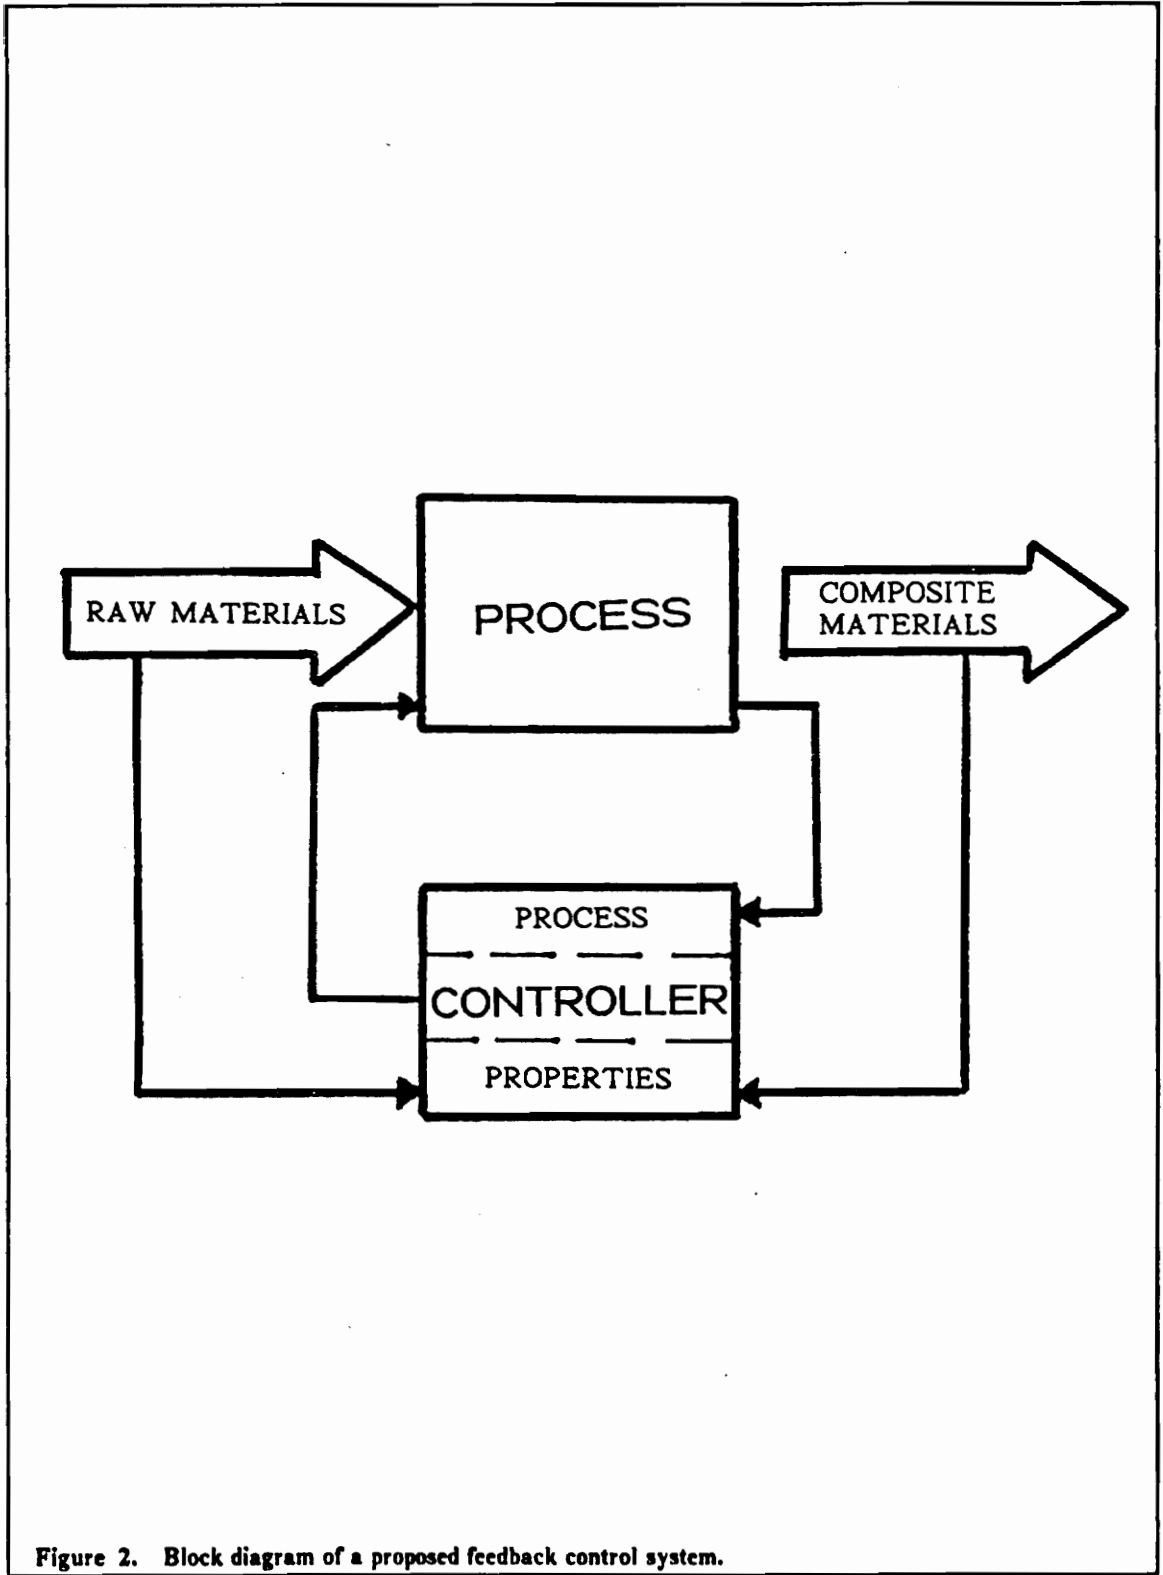 RAW MATERIALS
PROCESS
COMPOSITE
MATERIALS
PROCESS
CONTROLLER
PROPERTIES
Figure 2. Block diagram of a proposed feedback control system.